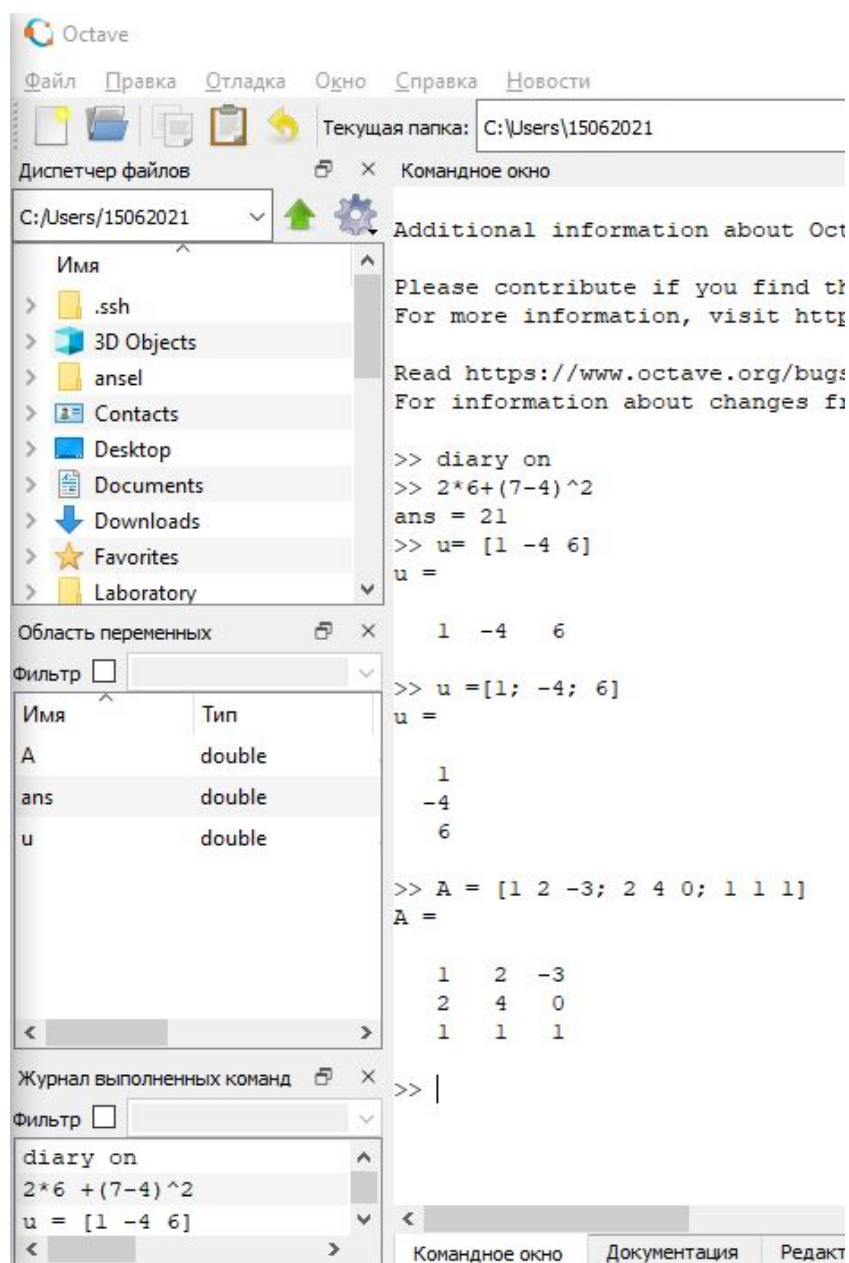 Octave
Файл Правка Отладка Окно Справка Новости
Текущая папка: C:\Users\15062021
Диспетчер файлов
C:/Users/15062021
Имя
.ssh
3D Objects
ansel
Contacts
Desktop
Documents
Downloads
Favorites
Laboratory
Область переменных
Фильтр
Имя Тип
A double
ans double
u double
Журнал выполненных команд
Фильтр
diary on
2*6 +(7-4)^2
u = [1 -4 6]
Командное окно
Additional information about Oct
Please contribute if you find th
For more information, visit http
Read https://www.octave.org/bugs
For information about changes fr
>> diary on
>> 2*6+(7-4)^2
ans = 21
>> u= [1 -4 6]
u =
1 -4 6
>> u =[1; -4; 6]
u =
1
-4
6
>> A = [1 2 -3; 2 4 0; 1 1 1]
A =
1 2 -3
2 4 0
1 1 1
>>
Командное окно Документация Редакт